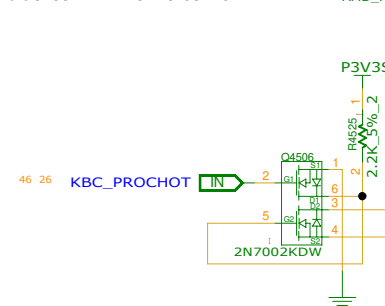 P3V3S
1
R4525
2.2K_5%_2
2
Q4506
46 26 KBC_PROCHOT IN 2 G1 S1 1
D1 6
D2 3
5 G2 S2 4
2N7002KDW